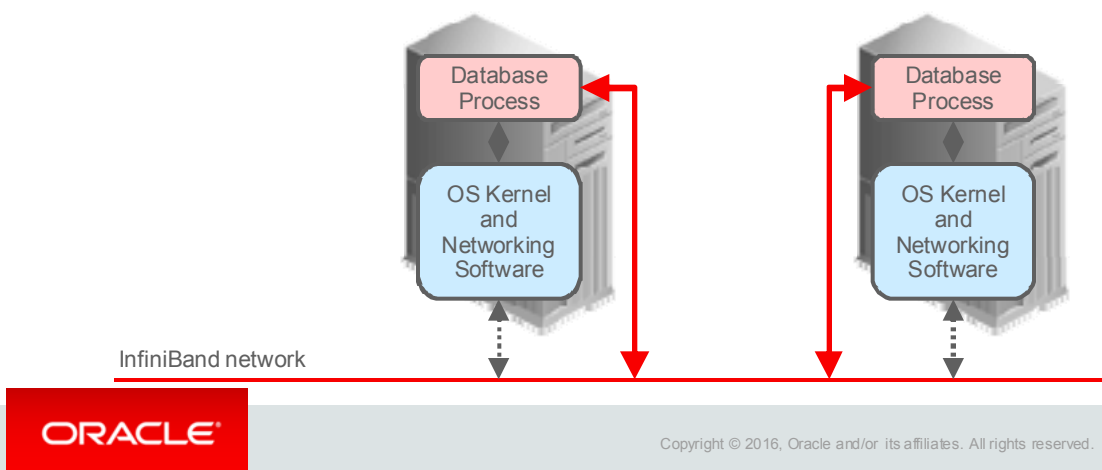 Database
Process
Database
Process
OS Kernel
and
Networking
Software
OS Kernel
and
Networking
Software
InfiniBand network
ORACLE®
Copyright © 2016, Oracle and/or its affiliates. All rights reserved.